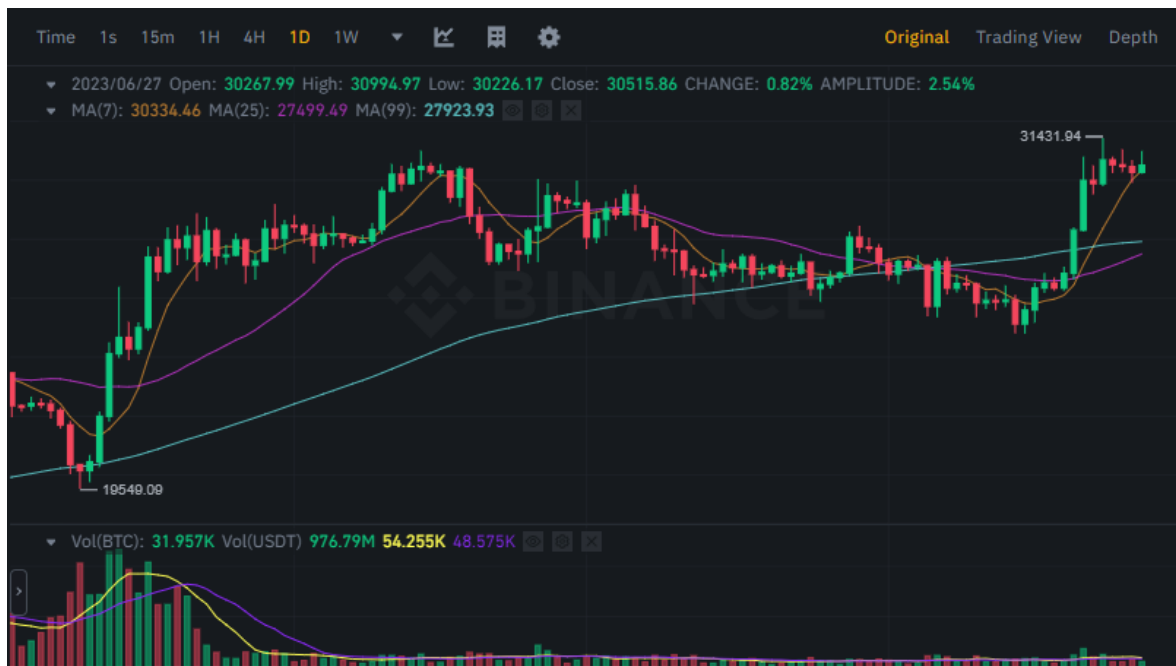 Time 1s 15m 1H 4H 1D 1W Original Trading View Depth
2023/06/27 Open: 30267.99 High: 30994.97 Low: 30226.17 Close: 30515.86 CHANGE: 0.82% AMPLITUDE: 2.54%
MA(7): 30334.46 MA(25): 27499.49 MA(99): 27923.93
31431.94
BINANCE
19549.09
Vol(BTC): 31.957K Vol(USDT) 976.79M 54.255K 48.575K